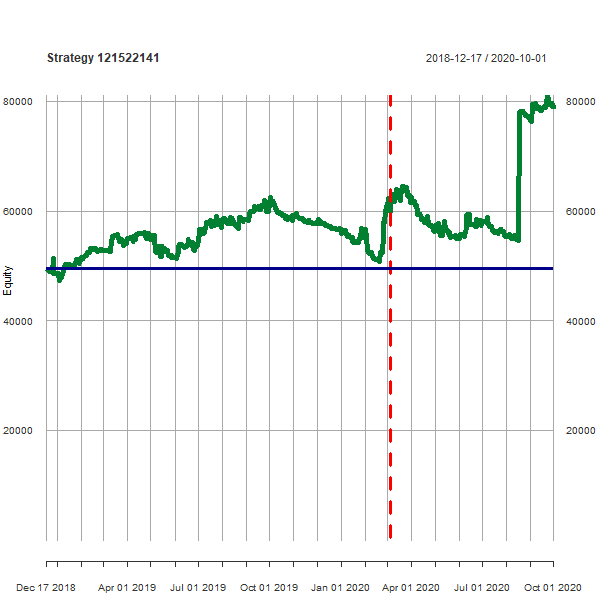 Strategy 121522141
2018-12-17 / 2020-10-01
80000
80000
60000
60000
Equity
40000
40000
20000
20000
Dec 17 2018
Apr 01 2019
Jul 01 2019
Oct 01 2019
Jan 01 2020
Apr 01 2020
Jul 01 2020
Oct 01 2020